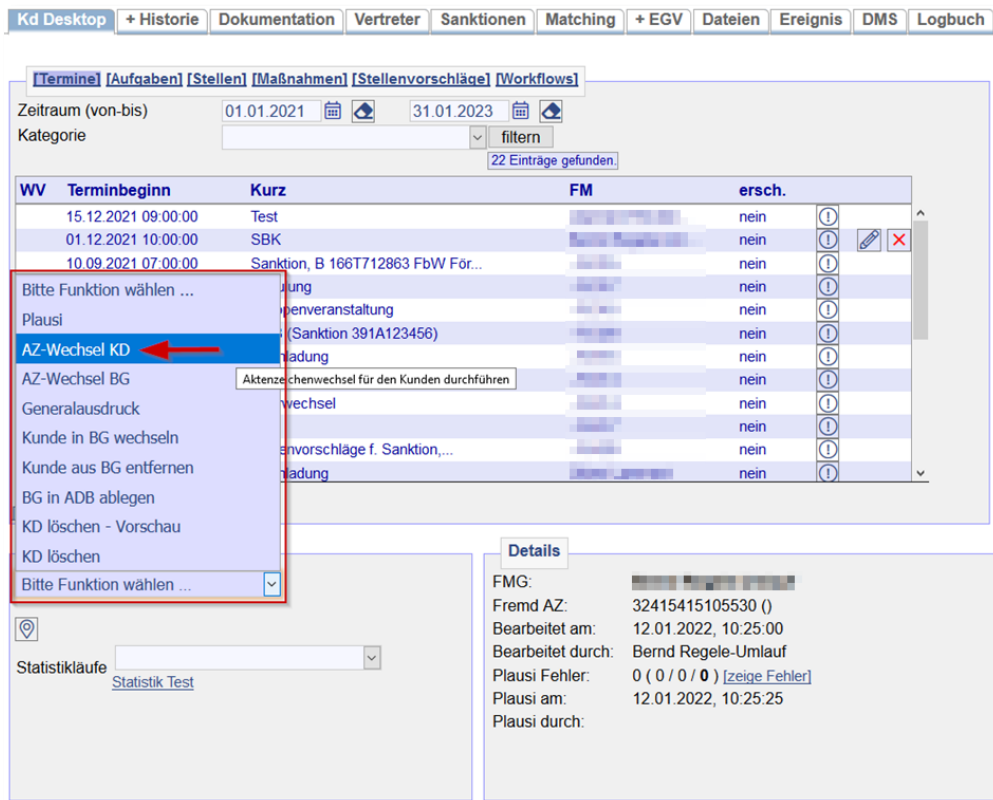 Kd Desktop + Historie Dokumentation Vertreter Sanktionen Matching + EGV Dateien Ereignis DMS Logbuch
[Termine] [Aufgaben] [Stellen] [Maßnahmen] [Stellenvorschläge] [Workflows]
Zeitraum (von-bis) 01.01.2021 31.01.2023
Kategorie filtern
22 Einträge gefunden.
WV Terminbeginn Kurz FM ersch.
15.12.2021 09:00:00 Test nein
01.12.2021 10:00:00 SBK nein
10.09.2021 07:00:00 Sanktion, B 166T712863 FbW För... nein
Bitte Funktion wählen ... nein
Plausi penveranstaltung nein
(Sanktion 391A123456) nein
AZ-Wechsel KD ladung nein
AZ-Wechsel BG Aktenzeichenwechsel für den Kunden durchführen nein
Generalausdruck wechsel nein
Kunde in BG wechseln nein
envorschläge f. Sanktion,... nein
Kunde aus BG entfernen ladung nein
BG in ADB ablegen
KD löschen - Vorschau
KD löschen
Bitte Funktion wählen ...
Statistikläufe
Statistik Test
Details
FMG:
Fremd AZ: 32415415105530 ()
Bearbeitet am: 12.01.2022, 10:25:00
Bearbeitet durch: Bernd Regele-Umlauf
Plausi Fehler: 0 ( 0 / 0 / 0 ) [zeige Fehler]
Plausi am: 12.01.2022, 10:25:25
Plausi durch: